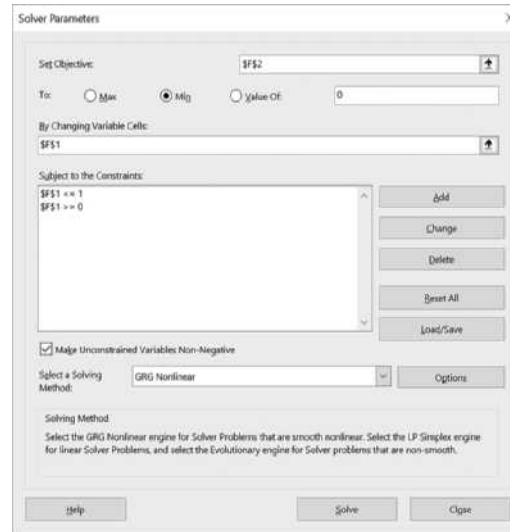 Solver Parameters
Set Objective: $F$2
To: Max Min Value Of: 0
By Changing Variable Cells:
$F$1
Subject to the Constraints:
$F$1 <= 1
$F$1 >= 0
Add
Change
Delete
Reset All
Load/Save
Make Unconstrained Variables Non-Negative
Select a Solving Method: GRG Nonlinear Options
Solving Method
Select the GRG Nonlinear engine for Solver Problems that are smooth nonlinear. Select the LP Simplex engine
for linear Solver Problems, and select the Evolutionary engine for Solver problems that are non-smooth.
Help Solve Close